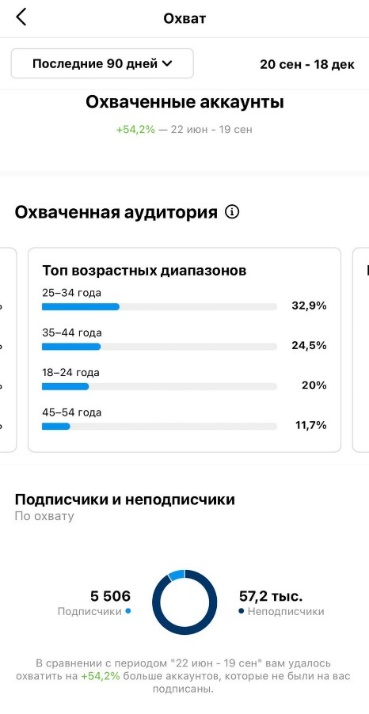 Охват
Последние 90 дней
20 сен - 18 дек
Охваченные аккаунты
+54,2% — 22 июн - 19 сен
Охваченная аудитория
Топ возрастных диапазонов
25–34 года
32,9%
35–44 года
24,5%
18–24 года
20%
45–54 года
11,7%
Подписчики и неподписчики
По охвату
5 506
Подписчики
57,2 тыс.
Неподписчики
В сравнении с периодом "22 июн - 19 сен" вам удалось
охватить на +54,2% больше аккаунтов, которые не были на вас
подписаны.